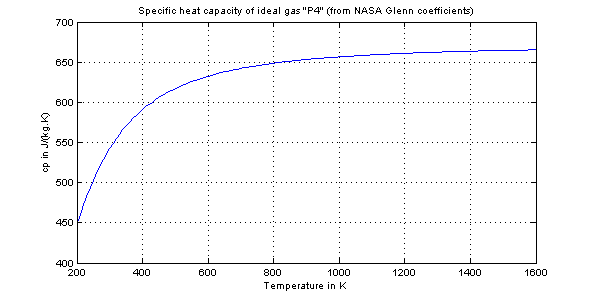 Specific heat capacity of ideal gas "P4" (from NASA Glenn coefficients)
700
650
600
550
500
450
400
cp in J/(kg.K)
200 400 600 800 1000 1200 1400 1600
Temperature in K